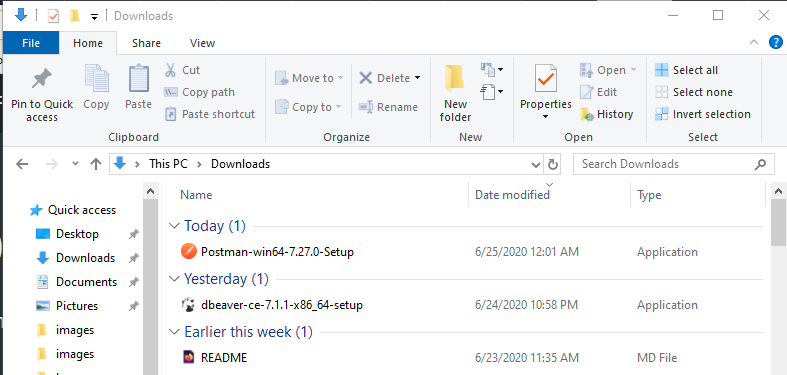 Downloads
File Home Share View
Pin to Quick access
Copy
Paste
Cut
Copy path
Paste shortcut
Clipboard
Move to
Copy to
Delete
Rename
Organize
New folder
New
Properties
Open
Edit
History
Open
Select all
Select none
Invert selection
Select
This PC > Downloads
Search Downloads
Name Date modified Type
Quick access
Desktop
Downloads
Documents
Pictures
images
images
Today (1)
Postman-win64-7.27.0-Setup 6/25/2020 12:01 AM Application
Yesterday (1)
dbeaver-ce-7.1.1-x86_64-setup 6/24/2020 10:58 PM Application
Earlier this week (1)
README 6/23/2020 11:35 AM MD File